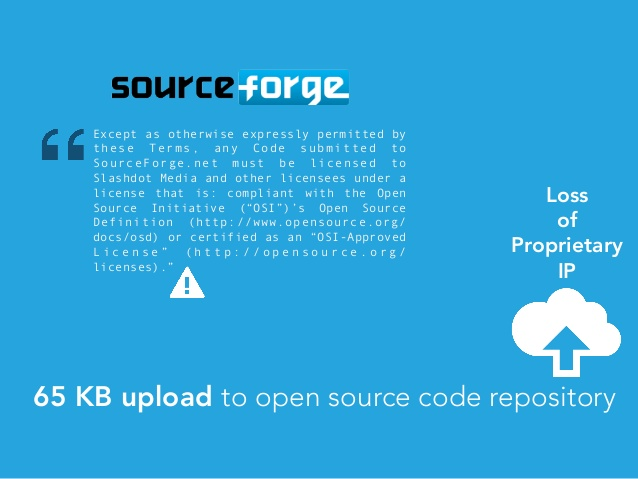 sourceforge
Except as otherwise expressly permitted by
these Terms, any Code submitted to
SourceForge.net must be licensed to
Slashdot Media and other licensees under a
license that is: compliant with the Open
Source Initiative (“OSI”)’s Open Source
Definition (http://www.opensource.org/
docs/osd) or certified as an “OSI-Approved
License” (http://opensource.org/
licenses).”
Loss
of
Proprietary
IP
65 KB upload to open source code repository